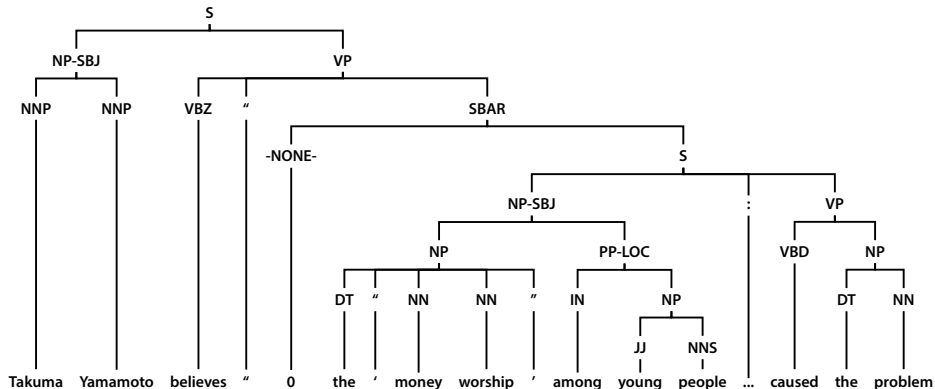 S
NP-SBJ VP
NNP NNP VBZ “ SBAR
-NONE- S
NP-SBJ : VP
NP PP-LOC VBD NP
DT “ NN NN ” IN NP DT NN
JJ NNS
Takuma Yamamoto believes “ 0 the ‘ money worship ’ among young people ... caused the problem